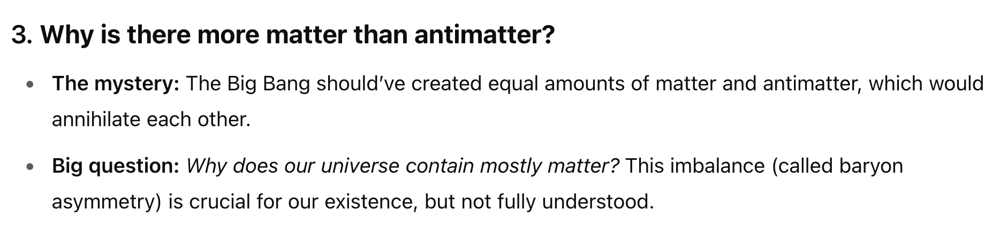 3. Why is there more matter than antimatter?
• The mystery: The Big Bang should’ve created equal amounts of matter and antimatter, which would
annihilate each other.
• Big question: Why does our universe contain mostly matter? This imbalance (called baryon
asymmetry) is crucial for our existence, but not fully understood.